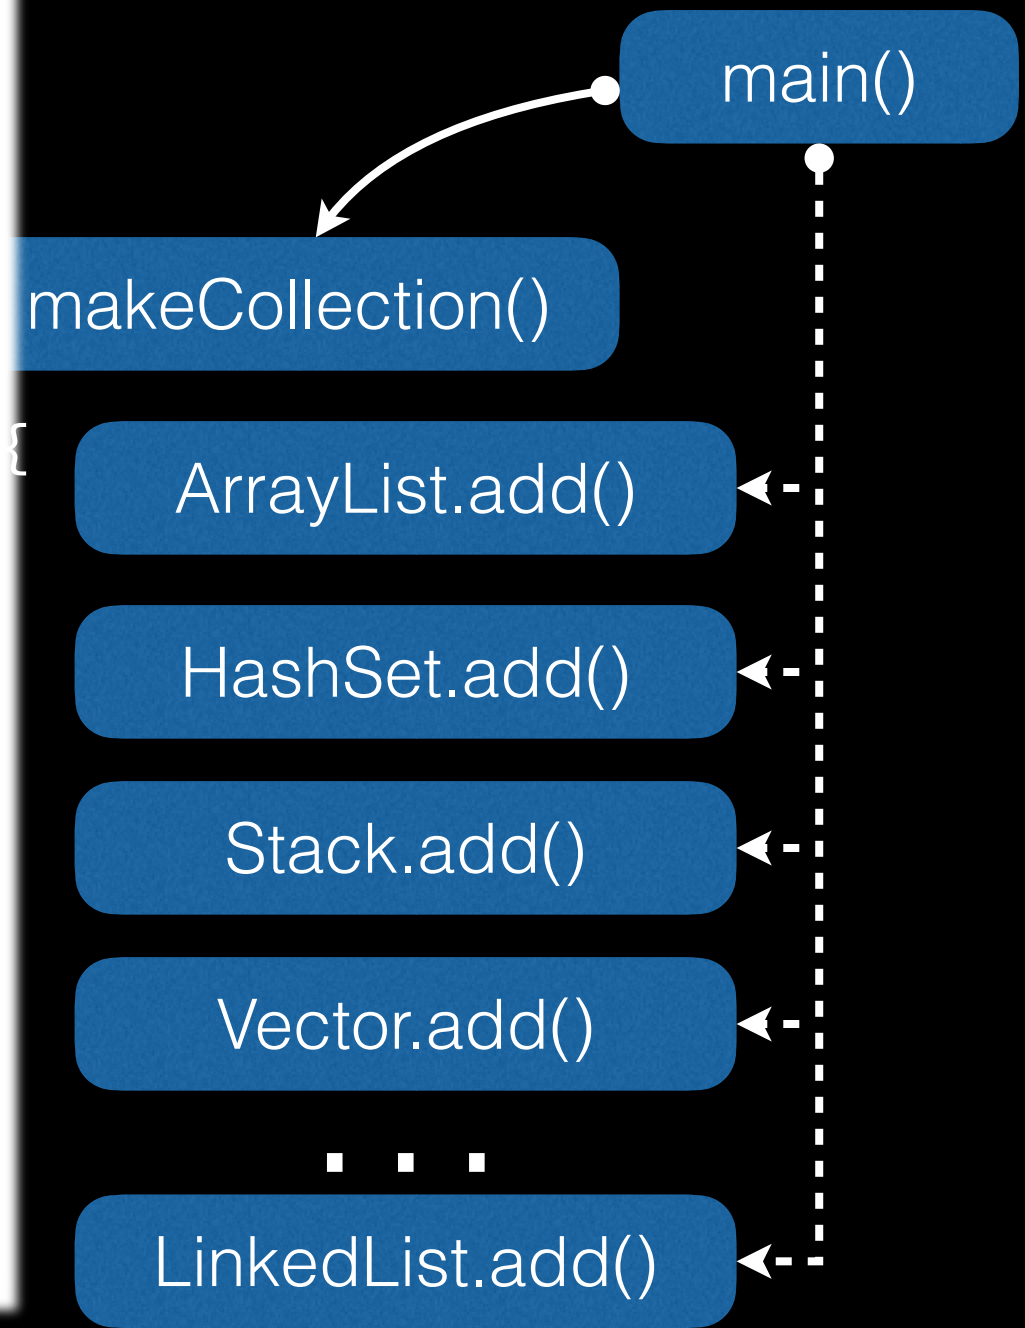 main()
makeCollection()
{
ArrayList.add()
HashSet.add()
Stack.add()
Vector.add()
. . .
LinkedList.add()